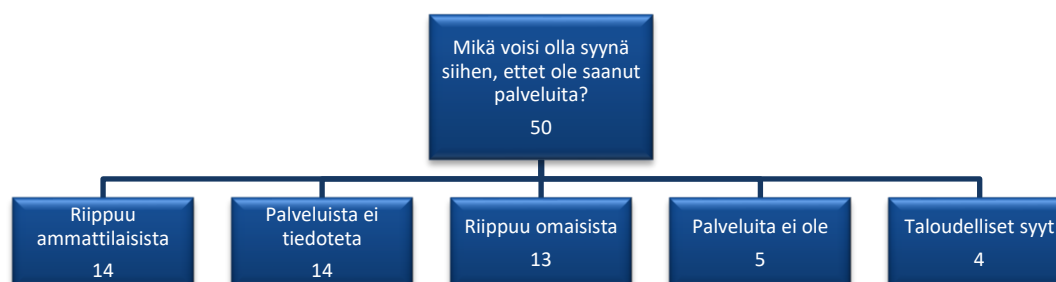 Mikä voisi olla syynä
siihen, ettet ole saanut
palveluita?
50
Riippuu
ammattilaisista
14
Palveluista ei
tiedoteta
14
Riippuu omaisista
13
Palveluita ei ole
5
Taloudelliset syyt
4